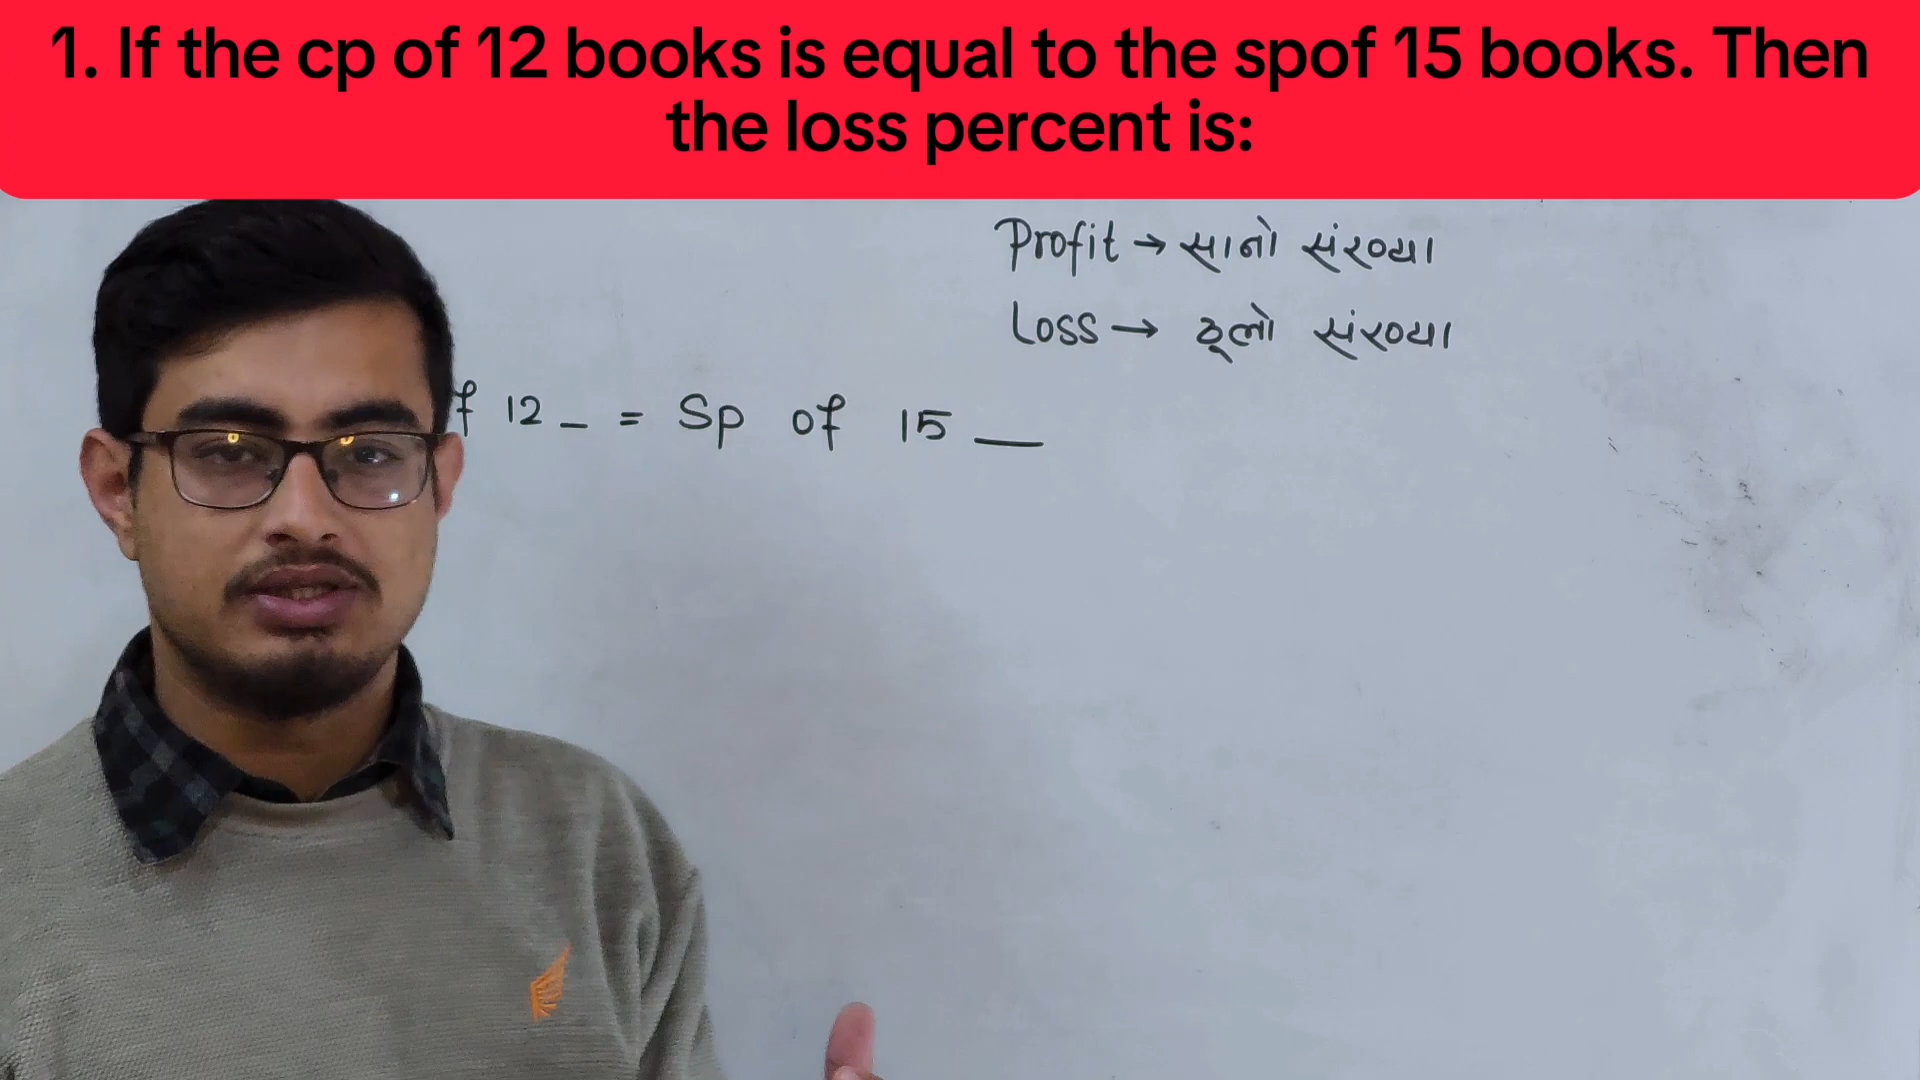 1. If the cp of 12 books is equal to the spof 15 books. Then
the loss percent is:
Profit → सानो संख्या
Loss → ठूलो संख्या
f 12 _ = Sp of 15 __